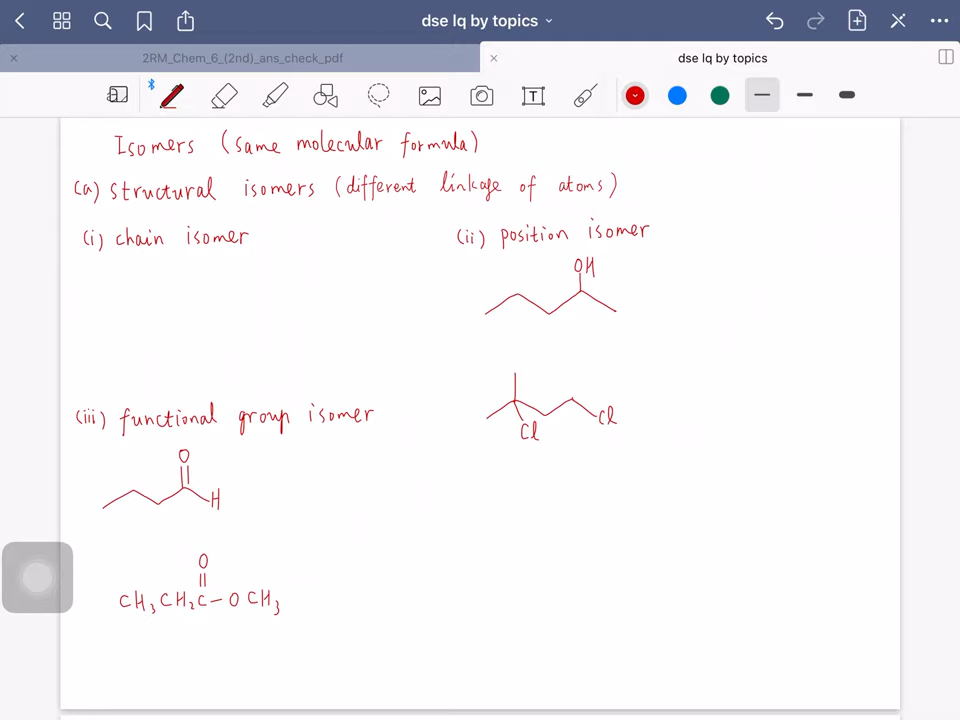 dse lq by topics
2RM_Chem_6_(2nd)_ans_check_pdf
dse lq by topics
T
Isomers (same molecular formula)
(a) structural isomers (different linkage of atoms)
(i) chain isomer
(ii) position isomer
OH
Cl
Cl
(iii) functional group isomer
O
H
O
CH₃CH₂C–OCH₃